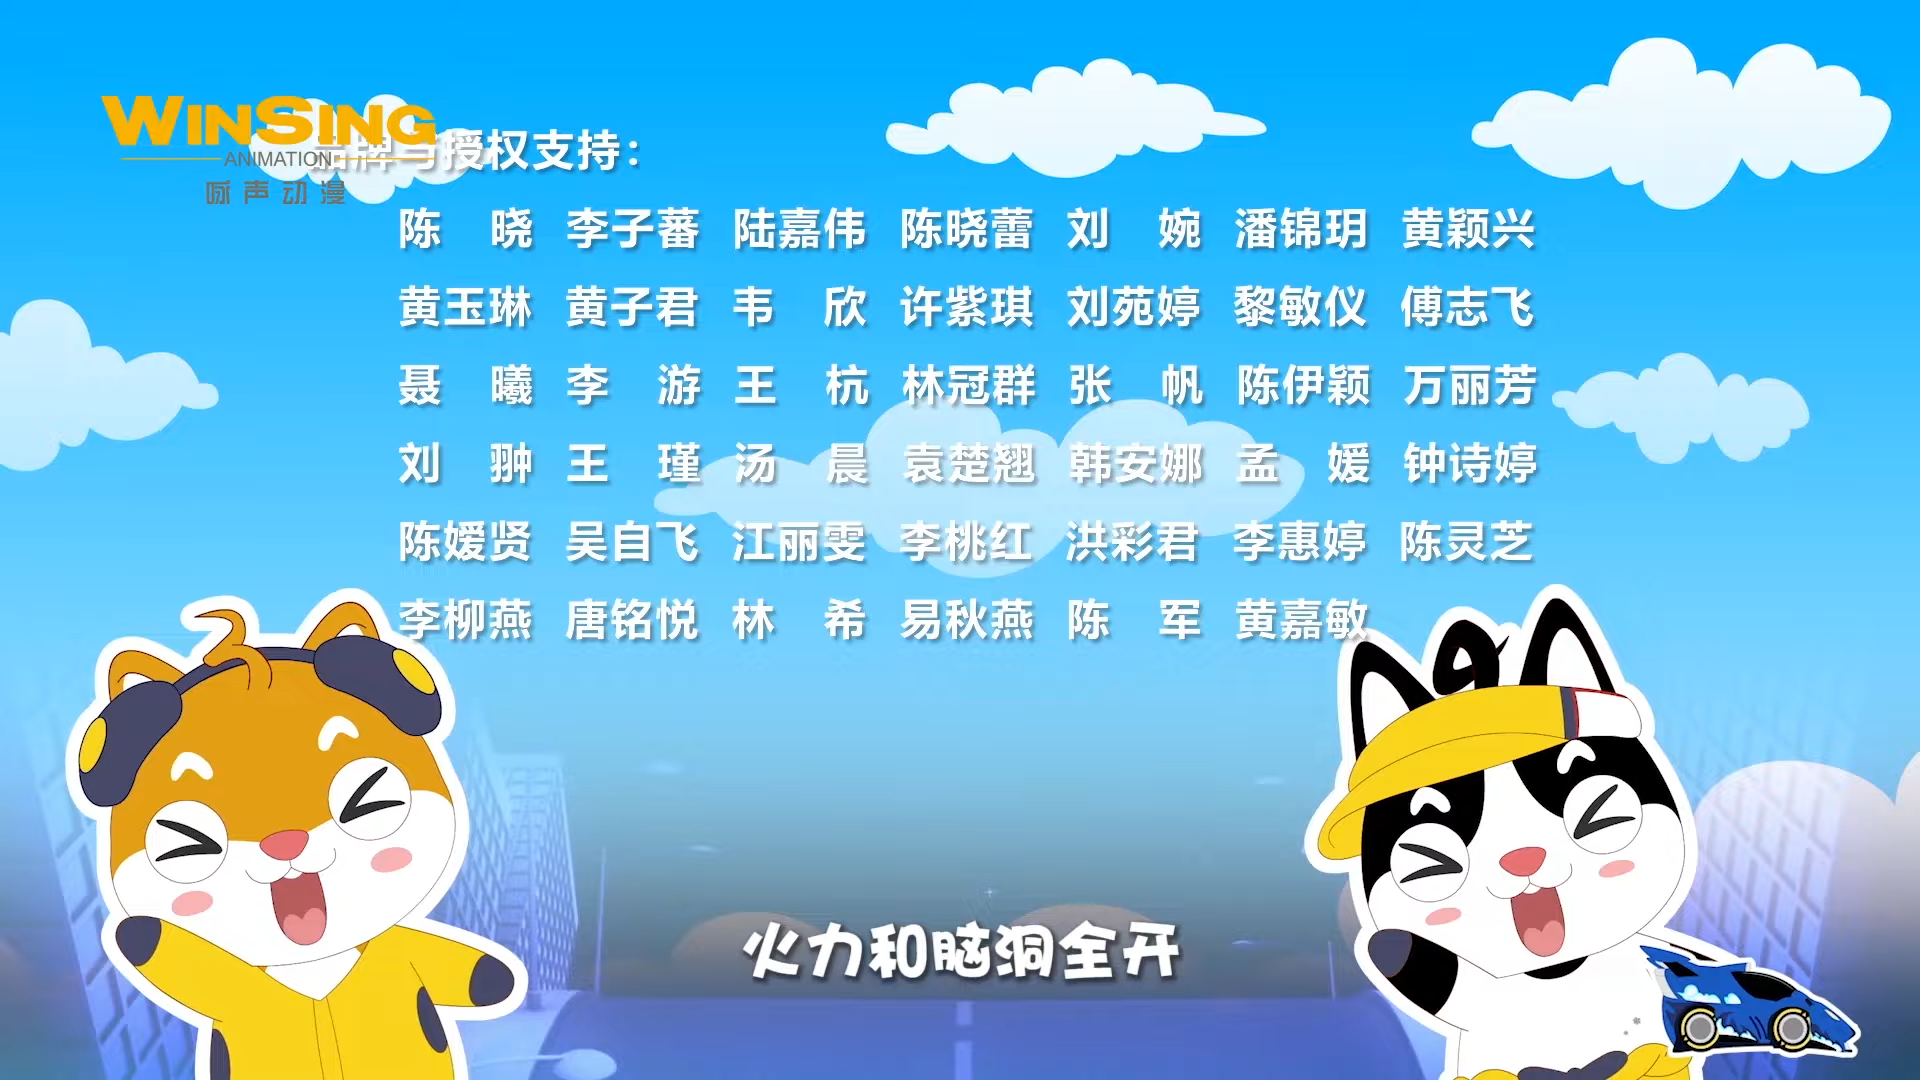 WINSING
ANIMATION
咏声动漫
品牌与授权支持：
陈 晓 李子蕃 陆嘉伟 陈晓蕾 刘 婉 潘锦玥 黄颖兴
黄玉琳 黄子君 韦 欣 许紫琪 刘苑婷 黎敏仪 傅志飞
聂 曦 李 游 王 杭 林冠群 张 帆 陈伊颖 万丽芳
刘 翀 王 瑾 汤 晨 袁楚翘 韩安娜 孟 媛 钟诗婷
陈嫒贤 吴自飞 江丽雯 李桃红 洪彩君 李惠婷 陈灵芝
李柳燕 唐铭悦 林 希 易秋燕 陈 军 黄嘉敏
火力和脑洞全开